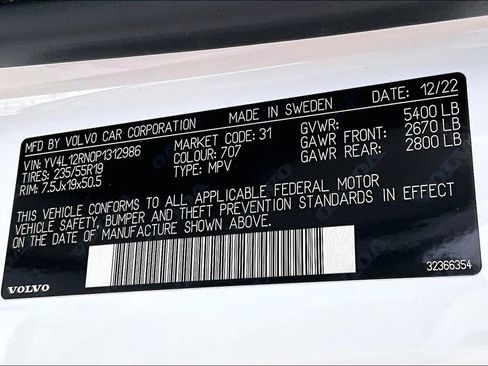 MFD BY VOLVO CAR CORPORATION MADE IN SWEDEN DATE: 12/22
VIN: YV4L12RN0P1312986 MARKET CODE: 31 GVWR: 5400 LB
TIRES: 235/55R19 COLOUR: 707 GAWR FRONT: 2670 LB
RIM: 7.5Jx19x50.5 TYPE: MPV GAWR REAR: 2800 LB
THIS VEHICLE CONFORMS TO ALL APPLICABLE FEDERAL MOTOR
VEHICLE SAFETY, BUMPER AND THEFT PREVENTION STANDARDS IN EFFECT
ON THE DATE OF MANUFACTURE SHOWN ABOVE.
VOLVO 32366354